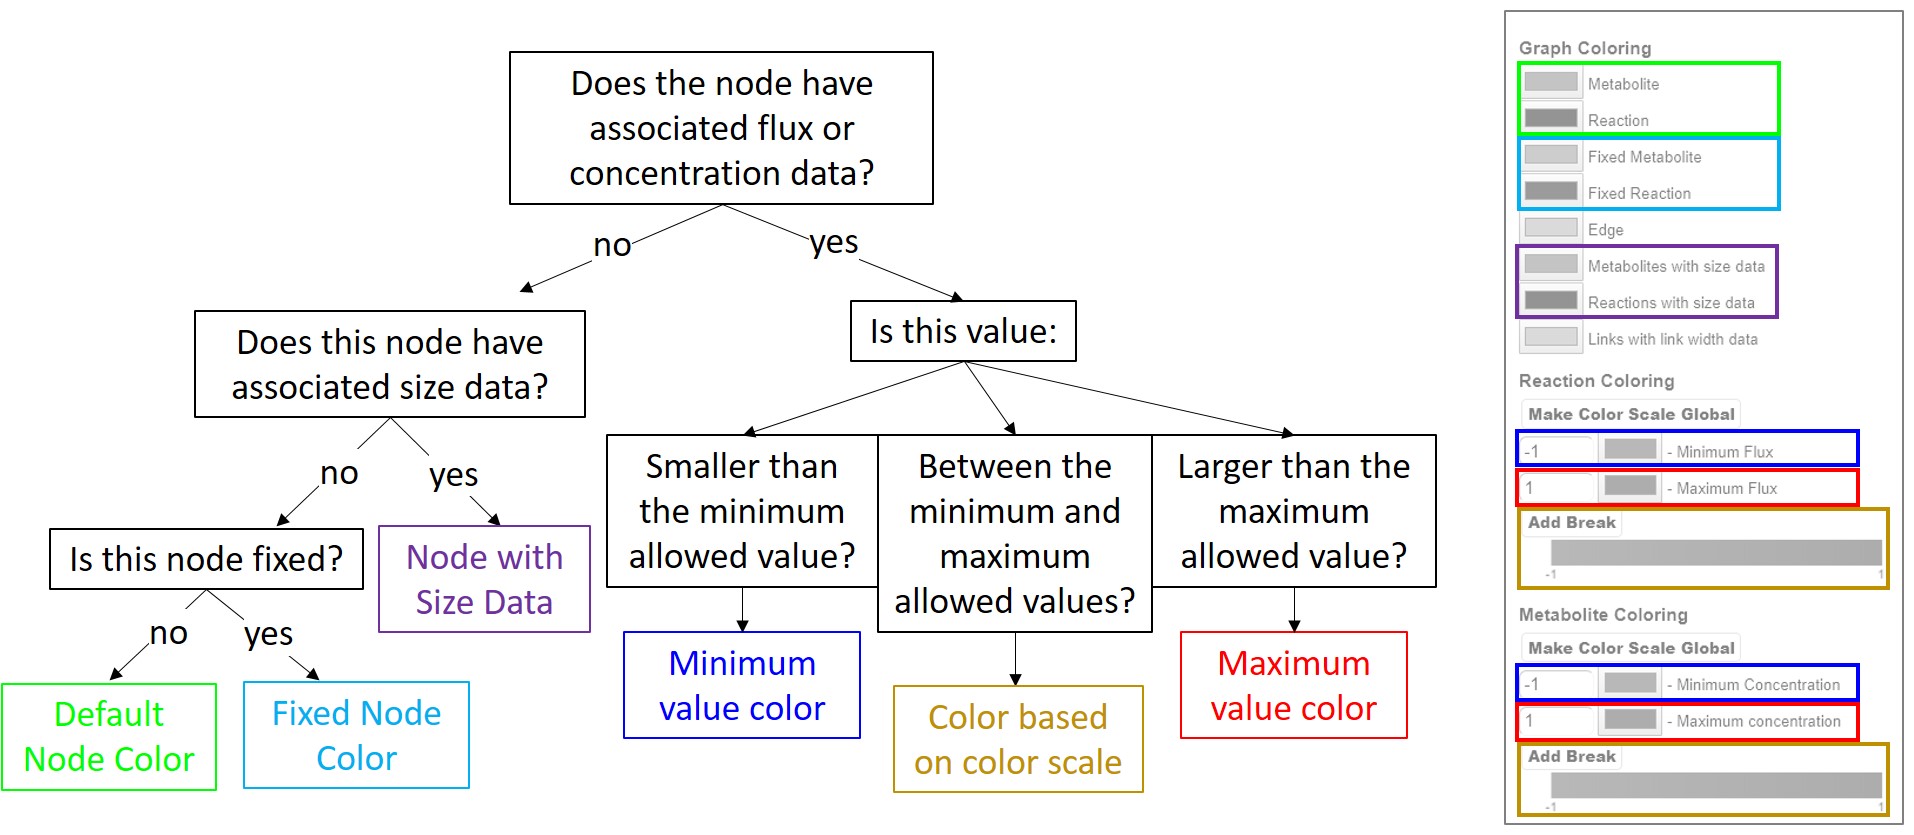 Does the node have
associated flux or
concentration data?
no
yes
Does this node have
associated size data?
Is this value:
no
yes
Smaller than
the minimum
allowed value?
Between the
minimum and
maximum
allowed values?
Larger than the
maximum
allowed value?
Is this node fixed?
Node with
Size Data
no
yes
Minimum
value color
Color based
on color scale
Maximum
value color
Default
Node Color
Fixed Node
Color
Graph Coloring
Metabolite
Reaction
Fixed Metabolite
Fixed Reaction
Edge
Metabolites with size data
Reactions with size data
Links with link width data
Reaction Coloring
Make Color Scale Global
-1 - Minimum Flux
1 - Maximum Flux
Add Break
-1 1
Metabolite Coloring
Make Color Scale Global
-1 - Minimum Concentration
1 - Maximum concentration
Add Break
-1 1